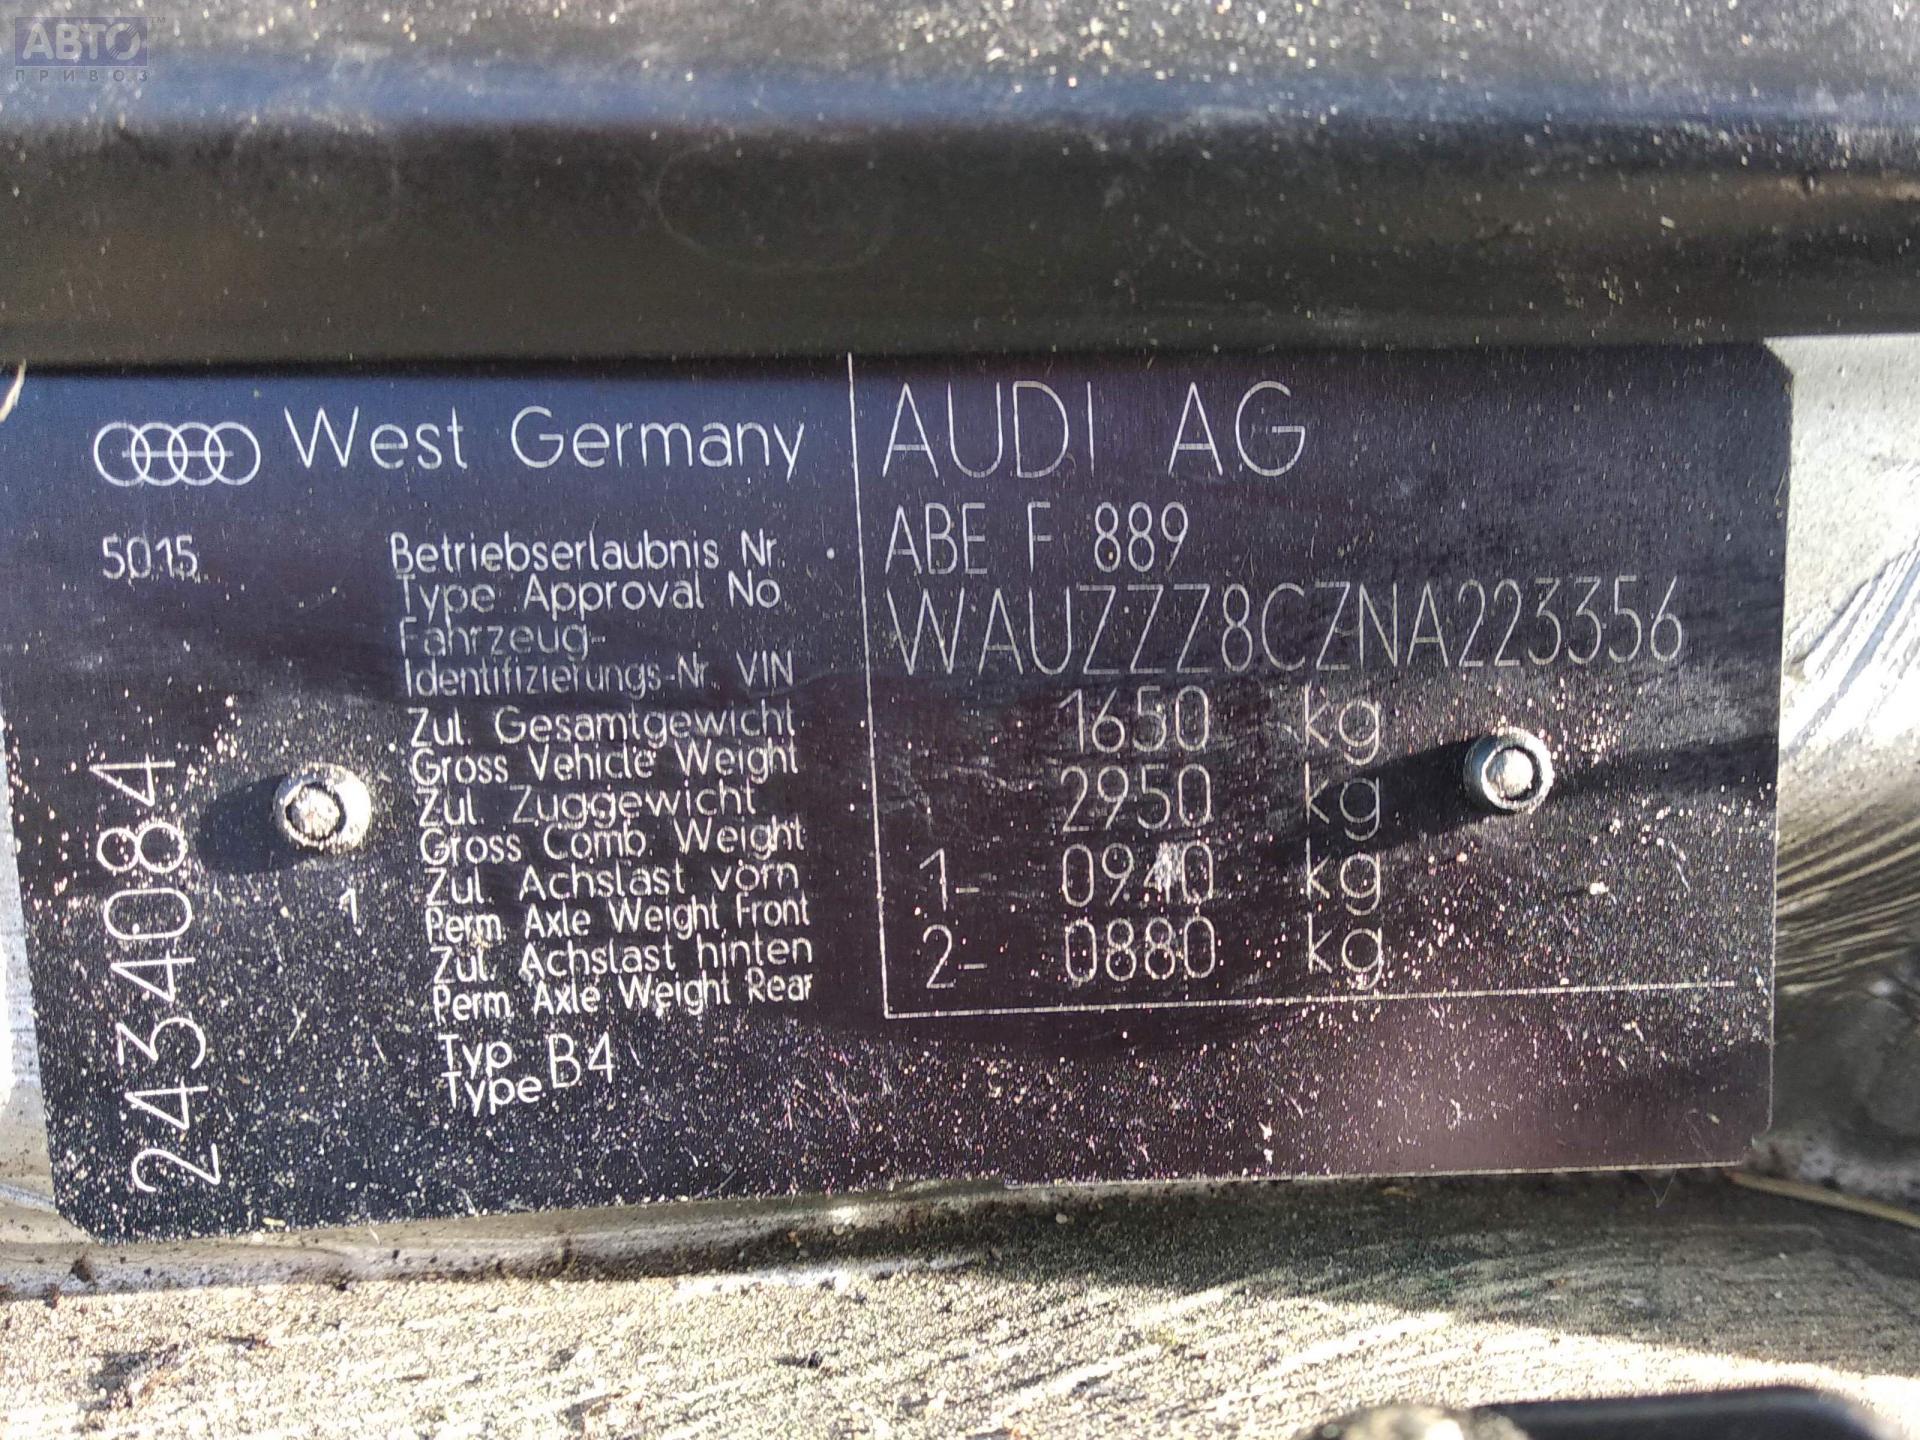 АВТО™
ПРИВОЗ
West Germany
AUDI AG
5015
Betriebserlaubnis Nr.
Type Approval No
ABE F 889
Fahrzeug-
Identifizierungs-Nr. VIN
WAUZZZ8CZNA223356
Zul. Gesamtgewicht
Gross Vehicle Weight
1650 kg
Zul. Zuggewicht
Gross Comb. Weight
2950 kg
Zul. Achslast vorn
Perm. Axle Weight Front
1- 0940 kg
Zul. Achslast hinten
Perm. Axle Weight Rear
2- 0880 kg
Typ
Type B4
1
2434084